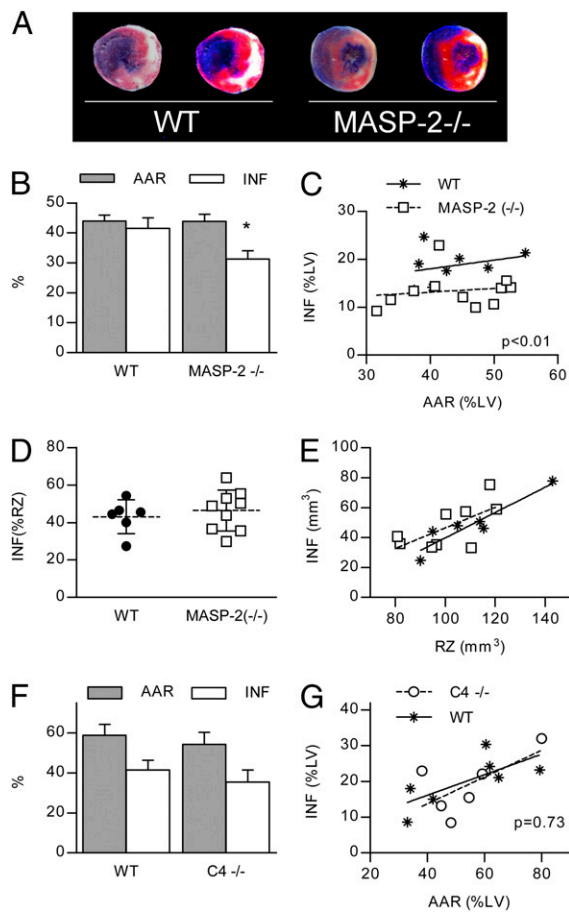 A
WT MASP-2-/-
B
AAR INF
50
40
30
20
10
0
%
*
WT MASP-2 -/-
C
WT
MASP-2 (-/-)
30
20
10
0
INF (%LV)
p<0.01
30 40 50 60
AAR (%LV)
D
80
60
40
20
0
INF(%RZ)
WT MASP-2(-/-)
E
100
80
60
40
20
0
INF (mm³)
80 100 120 140
RZ (mm³)
F
AAR INF
80
60
40
20
0
%
WT C4 -/-
G
C4 -/-
WT
40
30
20
10
0
INF (%LV)
p=0.73
20 40 60 80
AAR (%LV)